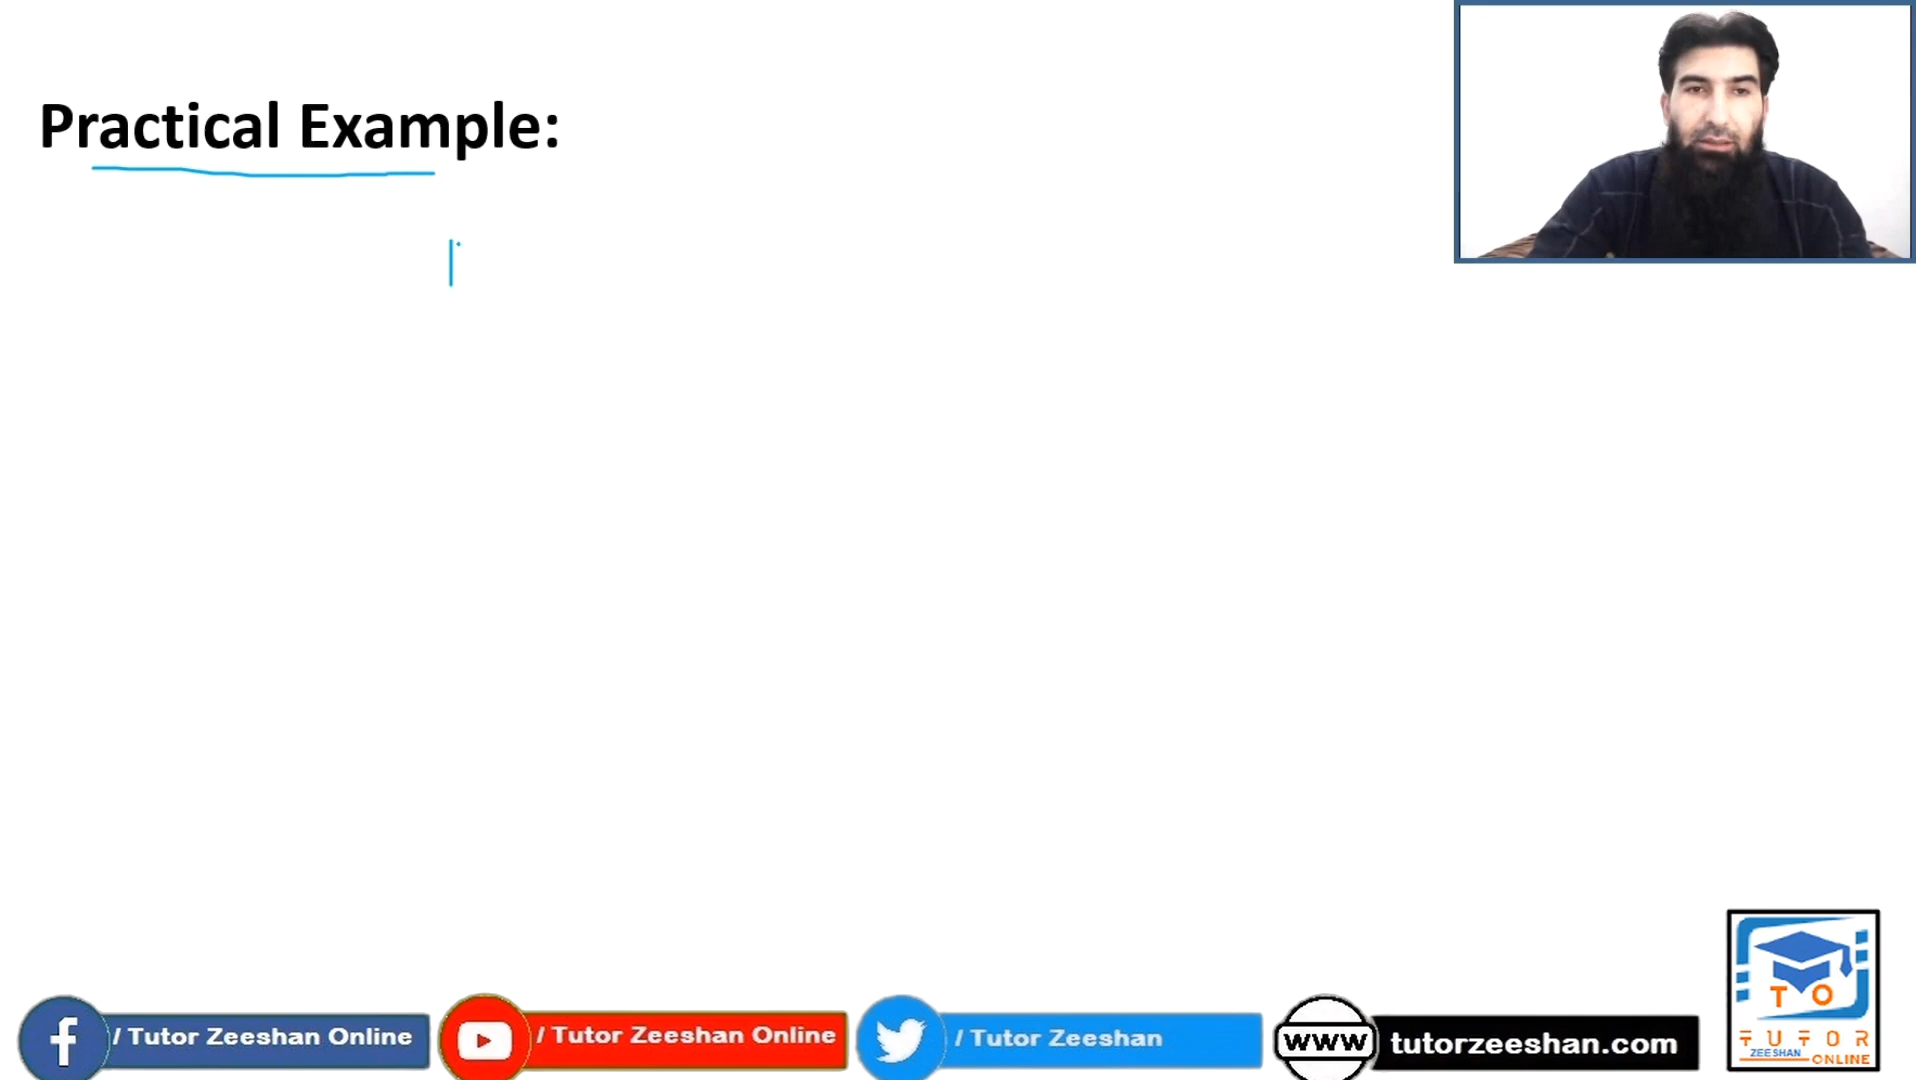 Practical Example:
/ Tutor Zeeshan Online
/ Tutor Zeeshan Online
/ Tutor Zeeshan
www
tutorzeeshan.com
T O
TUTOR
ZEESHAN ONLINE